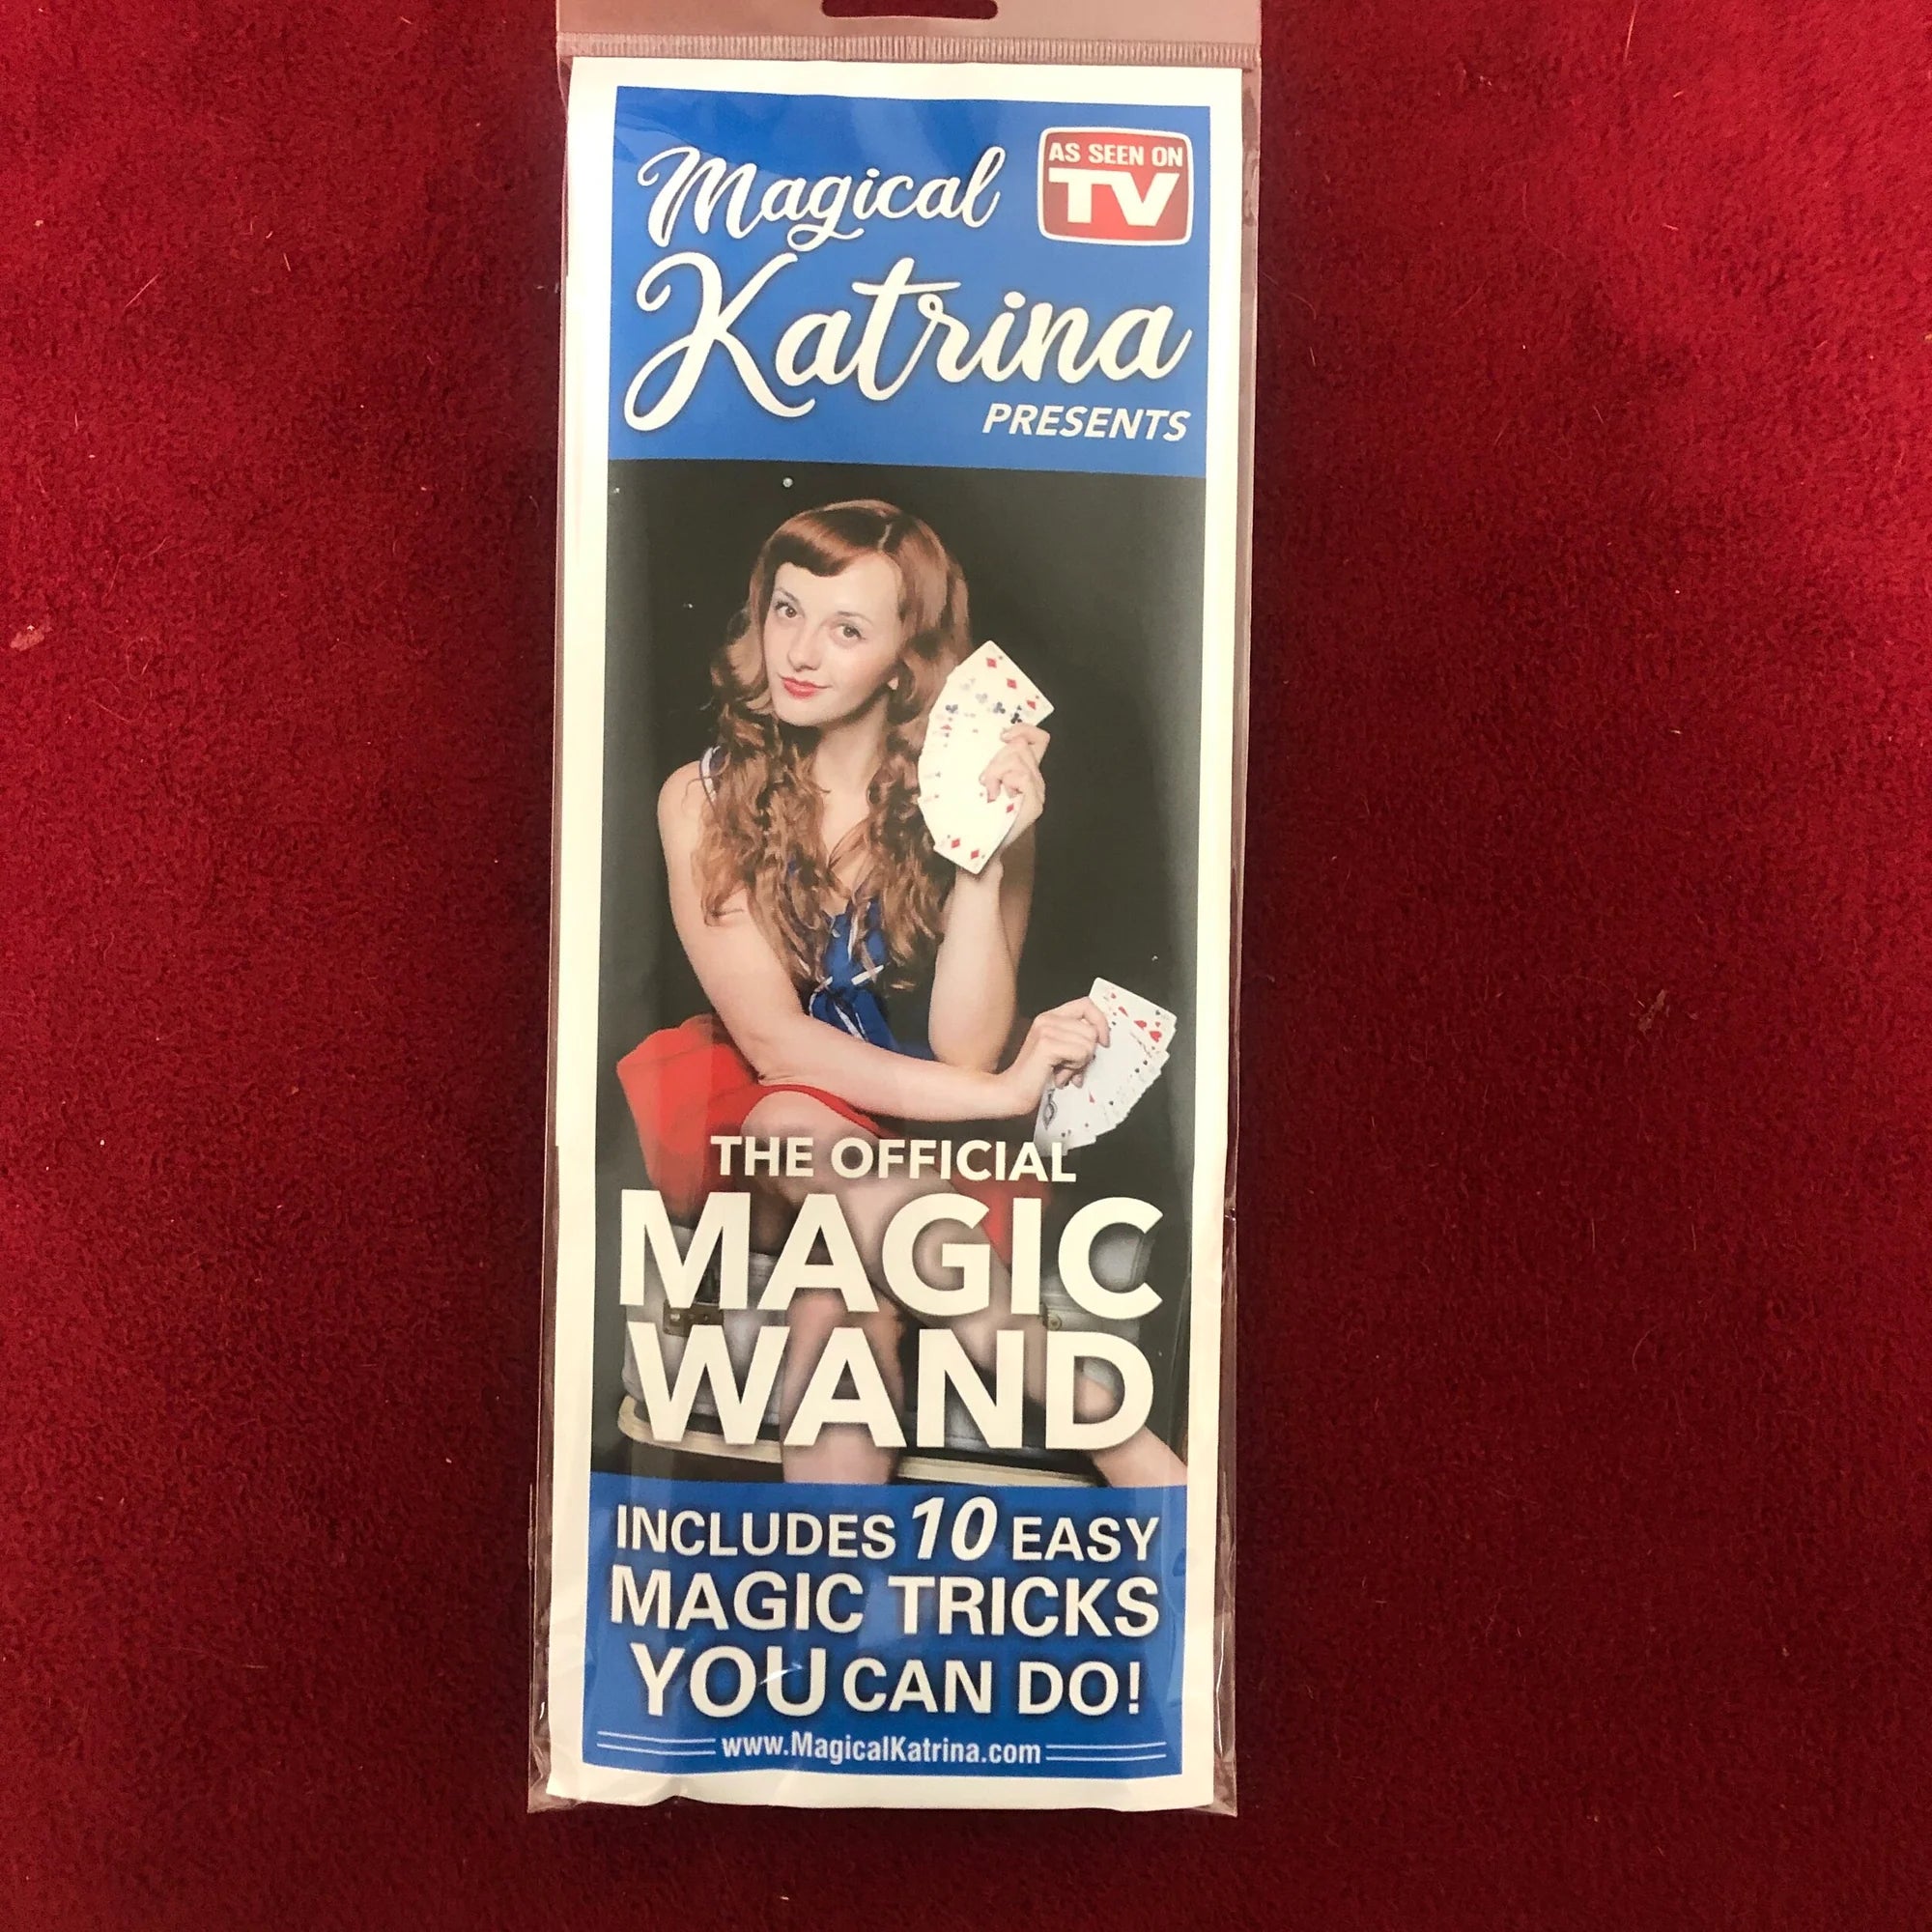 Magical
AS SEEN ON
TV
Katrina
PRESENTS
THE OFFICIAL
MAGIC
WAND
INCLUDES 10 EASY
MAGIC TRICKS
YOU CAN DO!
www.MagicalKatrina.com